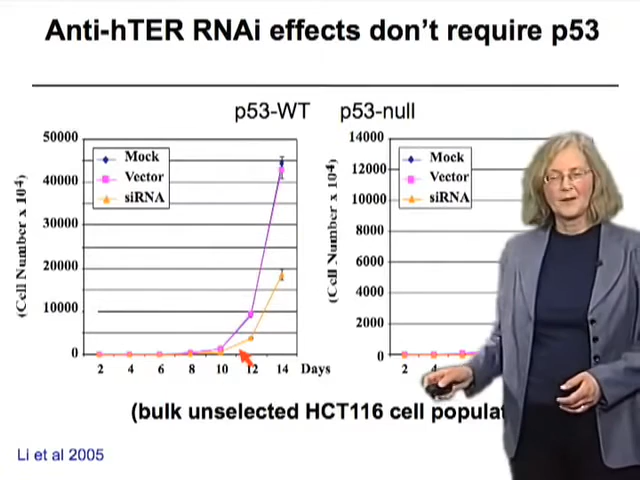 Anti-hTER RNAi effects don't require p53
p53-WT
p53-null
50000
40000
30000
20000
10000
0
(Cell Number x 10⁴)
Mock
Vector
siRNA
2 4 6 8 10 12 14 Days
14000
12000
10000
8000
6000
4000
2000
0
(Cell Number x 10⁴)
Mock
Vector
siRNA
2 4
(bulk unselected HCT116 cell populat
Li et al 2005